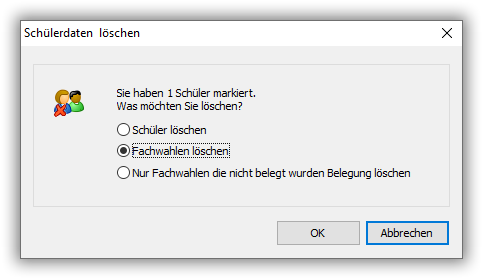 Schülerdaten löschen
Sie haben 1 Schüler markiert.
Was möchten Sie löschen?
Schüler löschen
Fachwahlen löschen
Nur Fachwahlen die nicht belegt wurden Belegung löschen
OK
Abbrechen